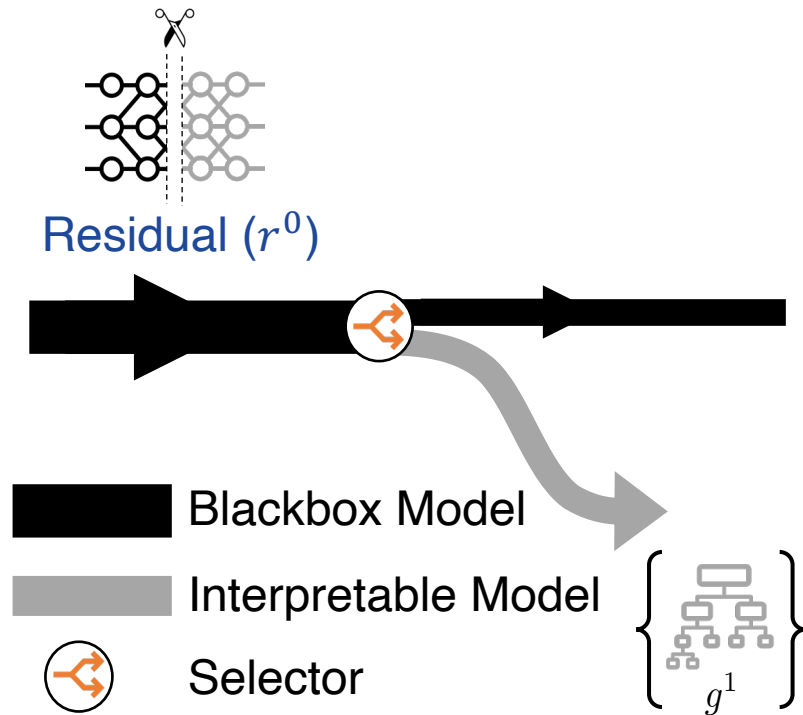 Residual (r⁰)
Blackbox Model
Interpretable Model
Selector
g¹